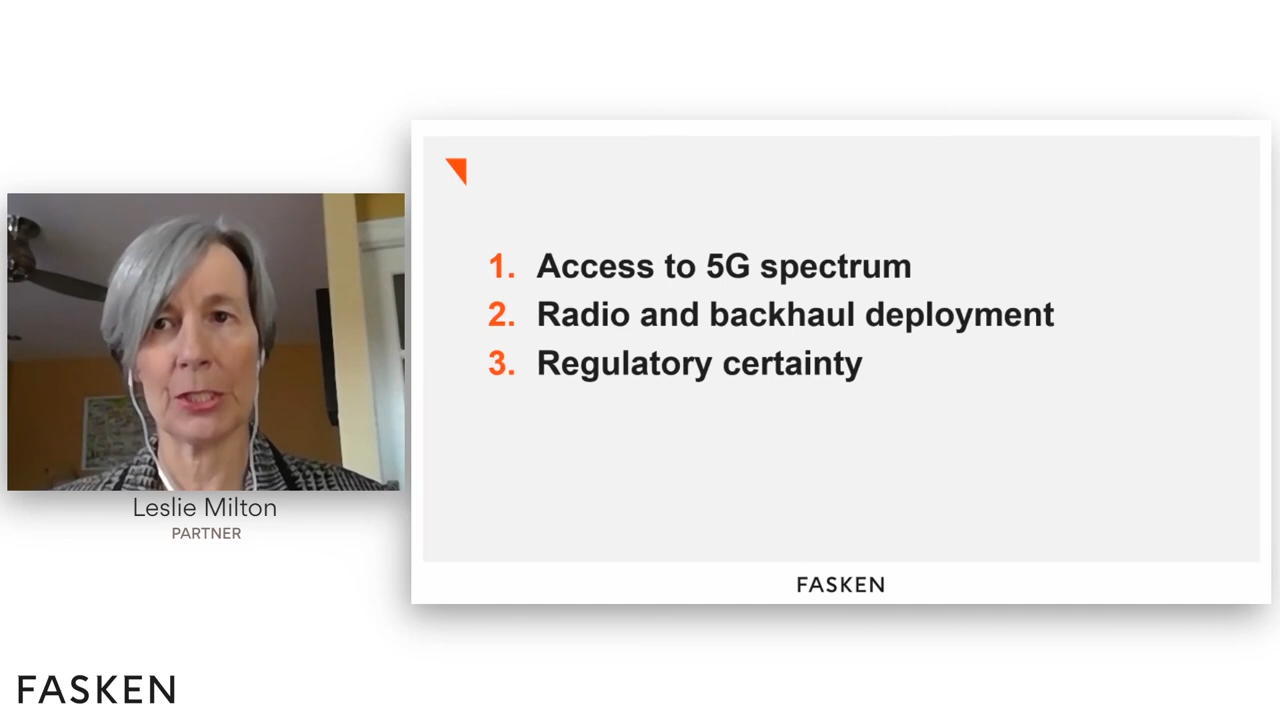 1. Access to 5G spectrum
2. Radio and backhaul deployment
3. Regulatory certainty
Leslie Milton
PARTNER
FASKEN
FASKEN